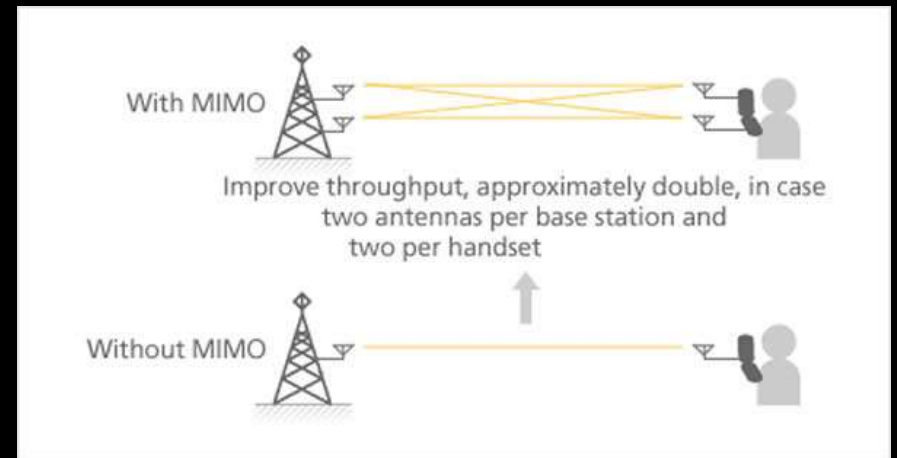 With MIMO
Improve throughput, approximately double, in case
two antennas per base station and
two per handset
Without MIMO